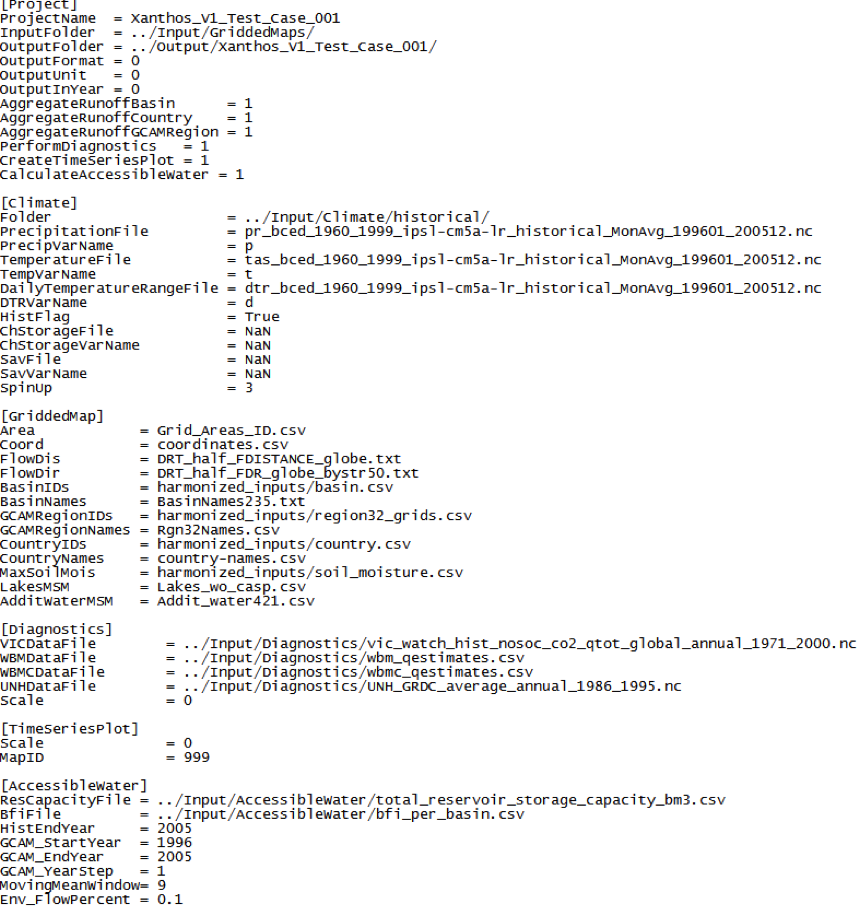 [Project]
ProjectName = Xanthos_V1_Test_Case_001
InputFolder = ../Input/GriddedMaps/
OutputFolder = ../Output/Xanthos_V1_Test_Case_001/
OutputFormat = 0
OutputUnit = 0
OutputInYear = 0
AggregateRunoffBasin = 1
AggregateRunoffCountry = 1
AggregateRunoffGCAMRegion = 1
PerformDiagnostics = 1
CreateTimeSeriesPlot = 1
CalculateAccessibleWater = 1
[Climate]
Folder = ../Input/Climate/historical/
PrecipitationFile = pr_bced_1960_1999_ipsl-cm5a-lr_historical_MonAvg_199601_200512.nc
PrecipVarName = p
TemperatureFile = tas_bced_1960_1999_ipsl-cm5a-lr_historical_MonAvg_199601_200512.nc
TempVarName = t
DailyTemperatureRangeFile = dtr_bced_1960_1999_ipsl-cm5a-lr_historical_MonAvg_199601_200512.nc
DTRVarName = d
HistFlag = True
ChStorageFile = NaN
ChStorageVarName = NaN
SavFile = NaN
SavVarName = NaN
SpinUp = 3
[GriddedMap]
Area = Grid_Areas_ID.csv
Coord = coordinates.csv
FlowDis = DRT_half_FDISTANCE_globe.txt
FlowDir = DRT_half_FDR_globe_bystr50.txt
BasinIDs = harmonized_inputs/basin.csv
BasinNames = BasinNames235.txt
GCAMRegionIDs = harmonized_inputs/region32_grids.csv
GCAMRegionNames = Rgn32Names.csv
CountryIDs = harmonized_inputs/country.csv
CountryNames = country-names.csv
MaxSoilMois = harmonized_inputs/soil_moisture.csv
LakesMSM = Lakes_wo_casp.csv
AdditWaterMSM = Addit_water421.csv
[Diagnostics]
VICDataFile = ../Input/Diagnostics/vic_watch_hist_nosoc_co2_qtot_global_annual_1971_2000.nc
WBMDataFile = ../Input/Diagnostics/wbm_qestimates.csv
WBMCDataFile = ../Input/Diagnostics/wbmc_qestimates.csv
UNHDataFile = ../Input/Diagnostics/UNH_GRDC_average_annual_1986_1995.nc
Scale = 0
[TimeSeriesPlot]
Scale = 0
MapID = 999
[AccessibleWater]
ResCapacityFile = ../Input/AccessibleWater/total_reservoir_storage_capacity_bm3.csv
BfiFile = ../Input/AccessibleWater/bfi_per_basin.csv
HistEndYear = 2005
GCAM_StartYear = 1996
GCAM_EndYear = 2005
GCAM_YearStep = 1
MovingMeanWindow= 9
Env_FlowPercent = 0.1